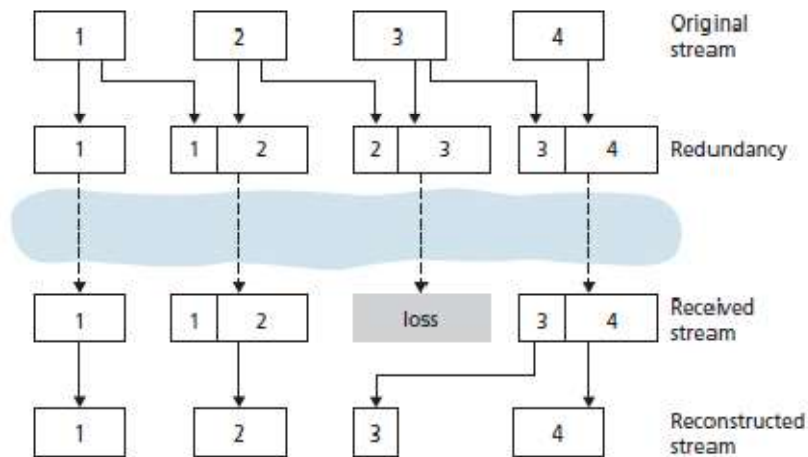 1 2 3 4 Original
stream
1 1 2 2 3 3 4 Redundancy
1 1 2 loss 3 4 Received
stream
1 2 3 4 Reconstructed
stream